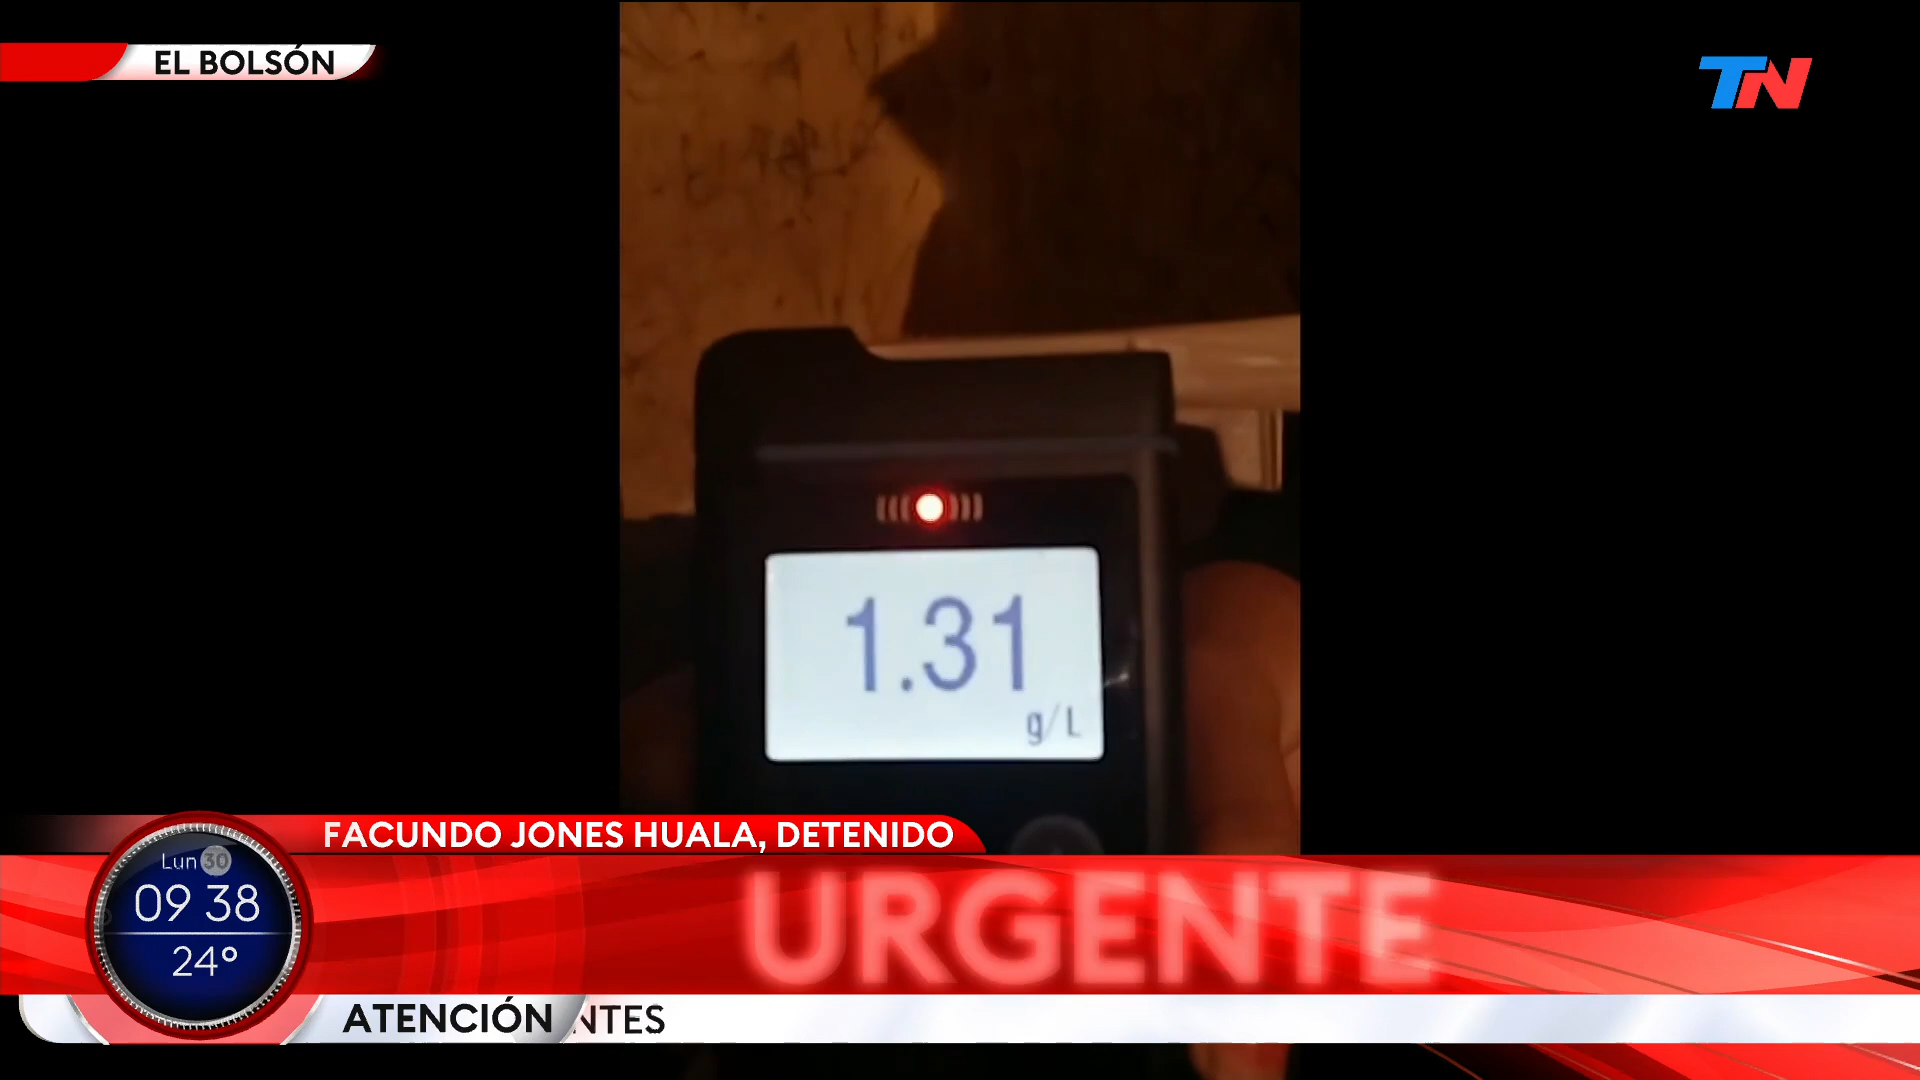 EL BOLSÓN
TN
1.31
g/L
FACUNDO JONES HUALA, DETENIDO
Lun 30
09 38
24°
URGENTE
ATENCIÓN
NTES